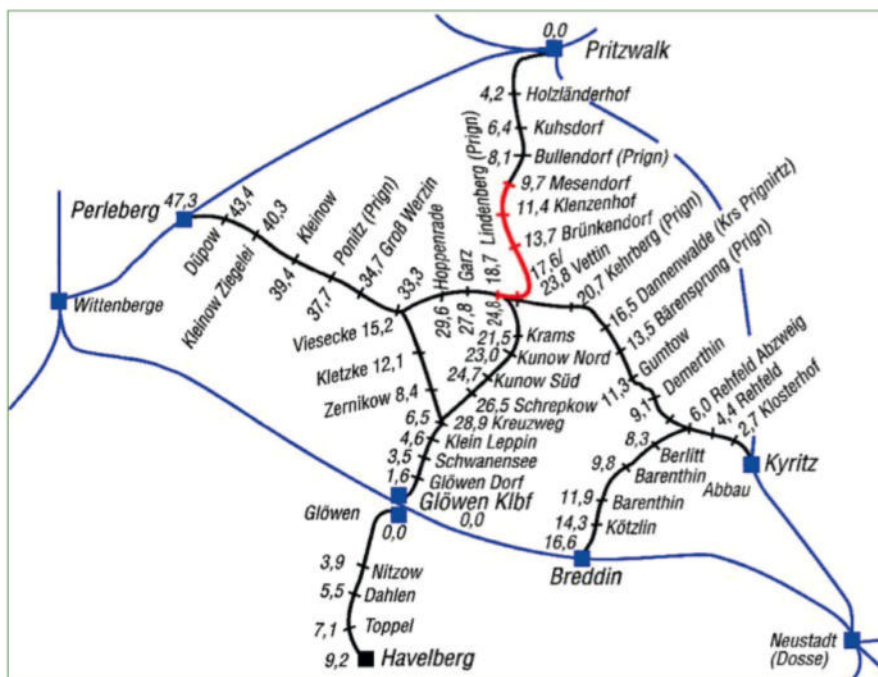 0,0
Pritzwalk
4,2 Holzländerhof
6,4 Kuhsdorf
8,1 Bullendorf (Prign)
9,7 Mesendorf
11,4 Klenzenhof
13,7 Brünkendorf
17,6/
23,8 Vettin
18,7 Lindenberg (Prign)
24,8
20,7 Kehrberg (Prign)
16,5 Dannenwalde (Krs Prignirtz)
13,5 Bärensprung (Prign)
11,3 Gumtow
9,1 Demerthin
6,0 Rehfeld Abzweig
4,4 Rehfeld
2,7 Klosterhof
Kyritz
47,3
Perleberg
43,4
Düpow
40,3
Kleinow Ziegelei
39,4
Kleinow
37,7
Ponitz (Prign)
34,7 Groß Werzin
33,3
Viesecke 15,2
29,6 Hoppenrade
27,8 Garz
Wittenberge
Kletzke 12,1
Zernikow 8,4
21,5 Krams
23,0 Kunow Nord
24,7 Kunow Süd
26,5 Schrepkow
6,5 28,9 Kreuzweg
4,6 Klein Leppin
3,5 Schwanensee
1,6 Glöwen Dorf
Glöwen Klbf
0,0
Glöwen
0,0
8,3 Berlitt
9,8 Barenthin
Abbau
11,9 Barenthin
14,3 Kötzlin
16,6
Breddin
3,9 Nitzow
5,5 Dahlen
7,1 Toppel
9,2 Havelberg
Neustadt
(Dosse)